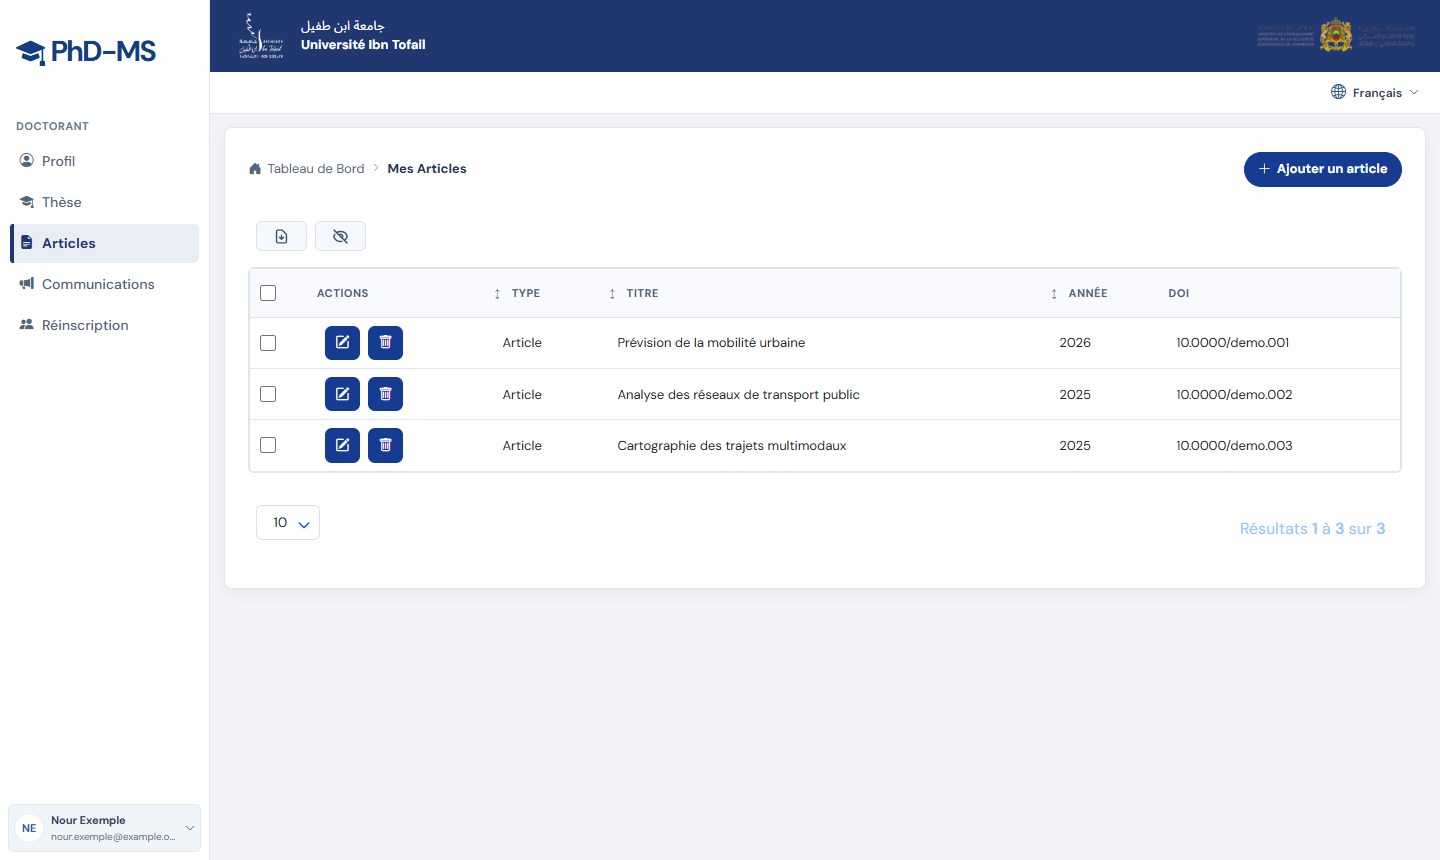 PhD-MS
جامعة ابن طفيل
Université Ibn Tofail
Français
DOCTORANT
Profil
Thèse
Articles
Communications
Réinscription
Tableau de Bord > Mes Articles
+ Ajouter un article
ACTIONS TYPE TITRE ANNÉE DOI
Article Prévision de la mobilité urbaine 2026 10.0000/demo.001
Article Analyse des réseaux de transport public 2025 10.0000/demo.002
Article Cartographie des trajets multimodaux 2025 10.0000/demo.003
10
Résultats 1 à 3 sur 3
NE
Nour Exemple
nour.exemple@example.o...